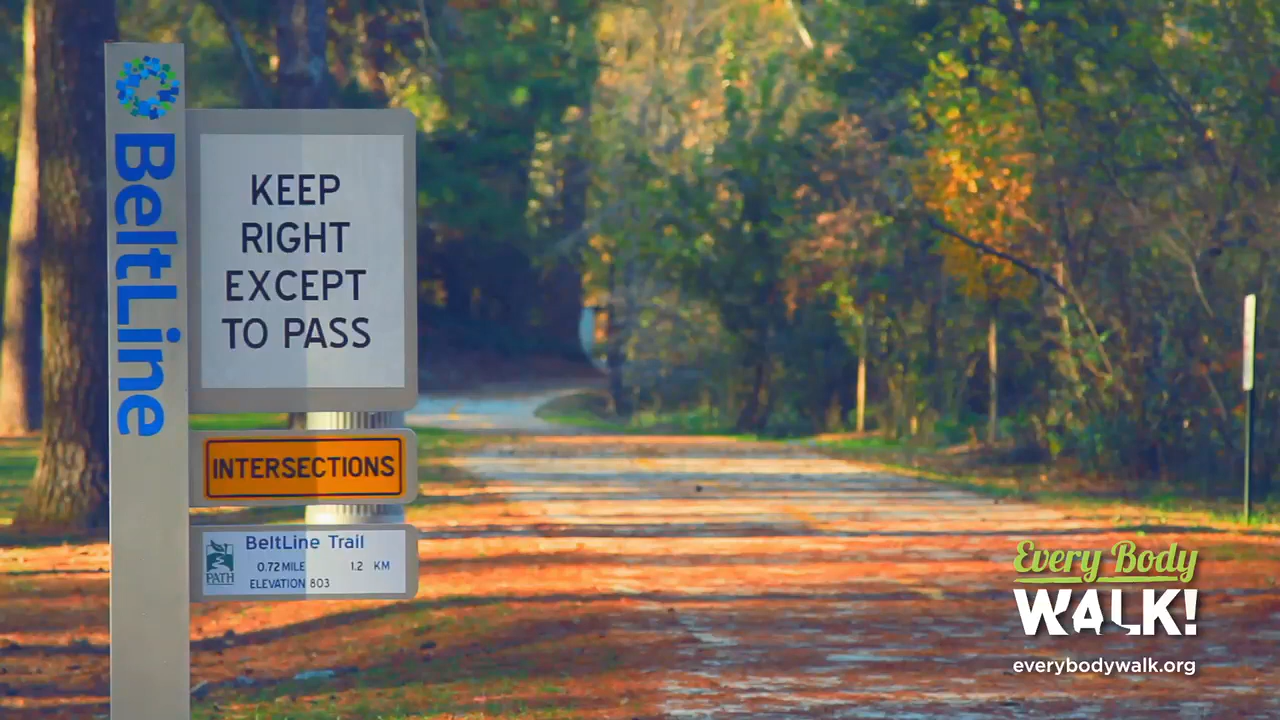 BeltLine
KEEP
RIGHT
EXCEPT
TO PASS
INTERSECTIONS
PATH
BeltLine Trail
0.72 MILE 1.2 KM
ELEVATION 803
Every Body
WALK!
everybodywalk.org